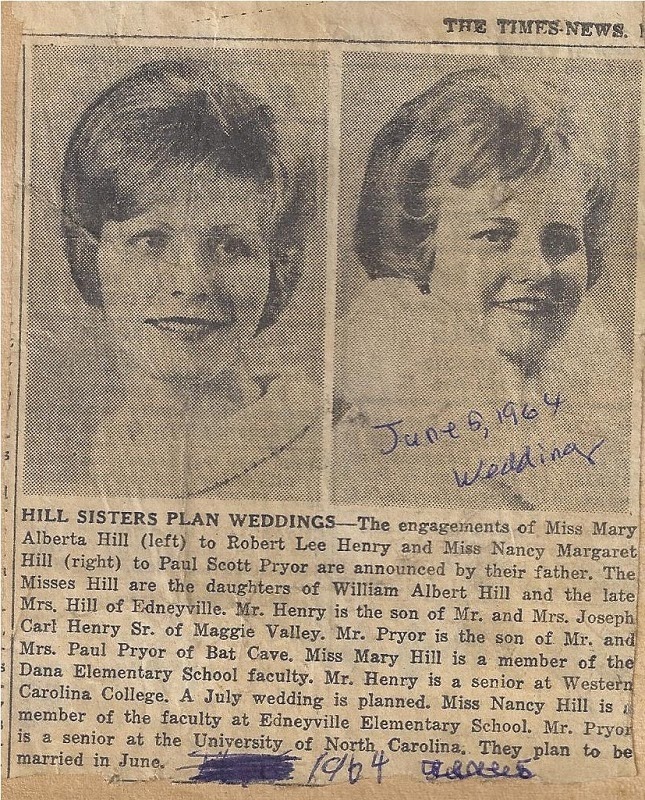 THE TIMES-NEWS,
June 5, 1964
Wedding
HILL SISTERS PLAN WEDDINGS—The engagements of Miss Mary
Alberta Hill (left) to Robert Lee Henry and Miss Nancy Margaret
Hill (right) to Paul Scott Pryor are announced by their father. The
Misses Hill are the daughters of William Albert Hill and the late
Mrs. Hill of Edneyville. Mr. Henry is the son of Mr. and Mrs. Joseph
Carl Henry Sr. of Maggie Valley. Mr. Pryor is the son of Mr. and
Mrs. Paul Pryor of Bat Cave. Miss Mary Hill is a member of the
Dana Elementary School faculty. Mr. Henry is a senior at Western
Carolina College. A July wedding is planned. Miss Nancy Hill is a
member of the faculty at Edneyville Elementary School. Mr. Pryor
is a senior at the University of North Carolina. They plan to be
married in June.
1964